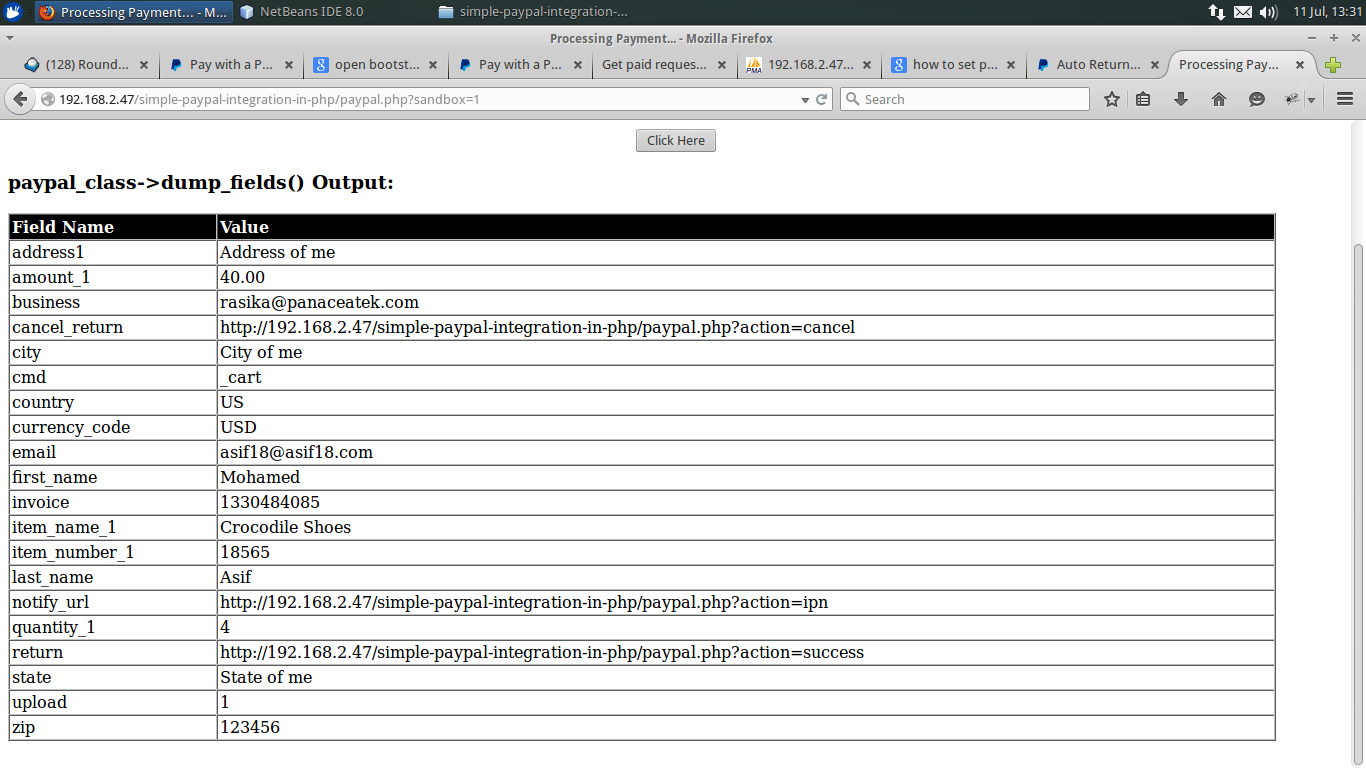 Processing Payment... - M...
NetBeans IDE 8.0
simple-paypal-integration-...
11 Jul, 13:31
Processing Payment... - Mozilla Firefox
(128) Round...
Pay with a P...
open bootst...
Pay with a P...
Get paid reques...
PMA
192.168.2.47...
how to set p...
Auto Return...
Processing Pay...
192.168.2.47/simple-paypal-integration-in-php/paypal.php?sandbox=1
Search
Click Here
paypal_class->dump_fields() Output:
Field Name Value
address1 Address of me
amount_1 40.00
business rasika@panaceatek.com
cancel_return http://192.168.2.47/simple-paypal-integration-in-php/paypal.php?action=cancel
city City of me
cmd _cart
country US
currency_code USD
email asif18@asif18.com
first_name Mohamed
invoice 1330484085
item_name_1 Crocodile Shoes
item_number_1 18565
last_name Asif
notify_url http://192.168.2.47/simple-paypal-integration-in-php/paypal.php?action=ipn
quantity_1 4
return http://192.168.2.47/simple-paypal-integration-in-php/paypal.php?action=success
state State of me
upload 1
zip 123456